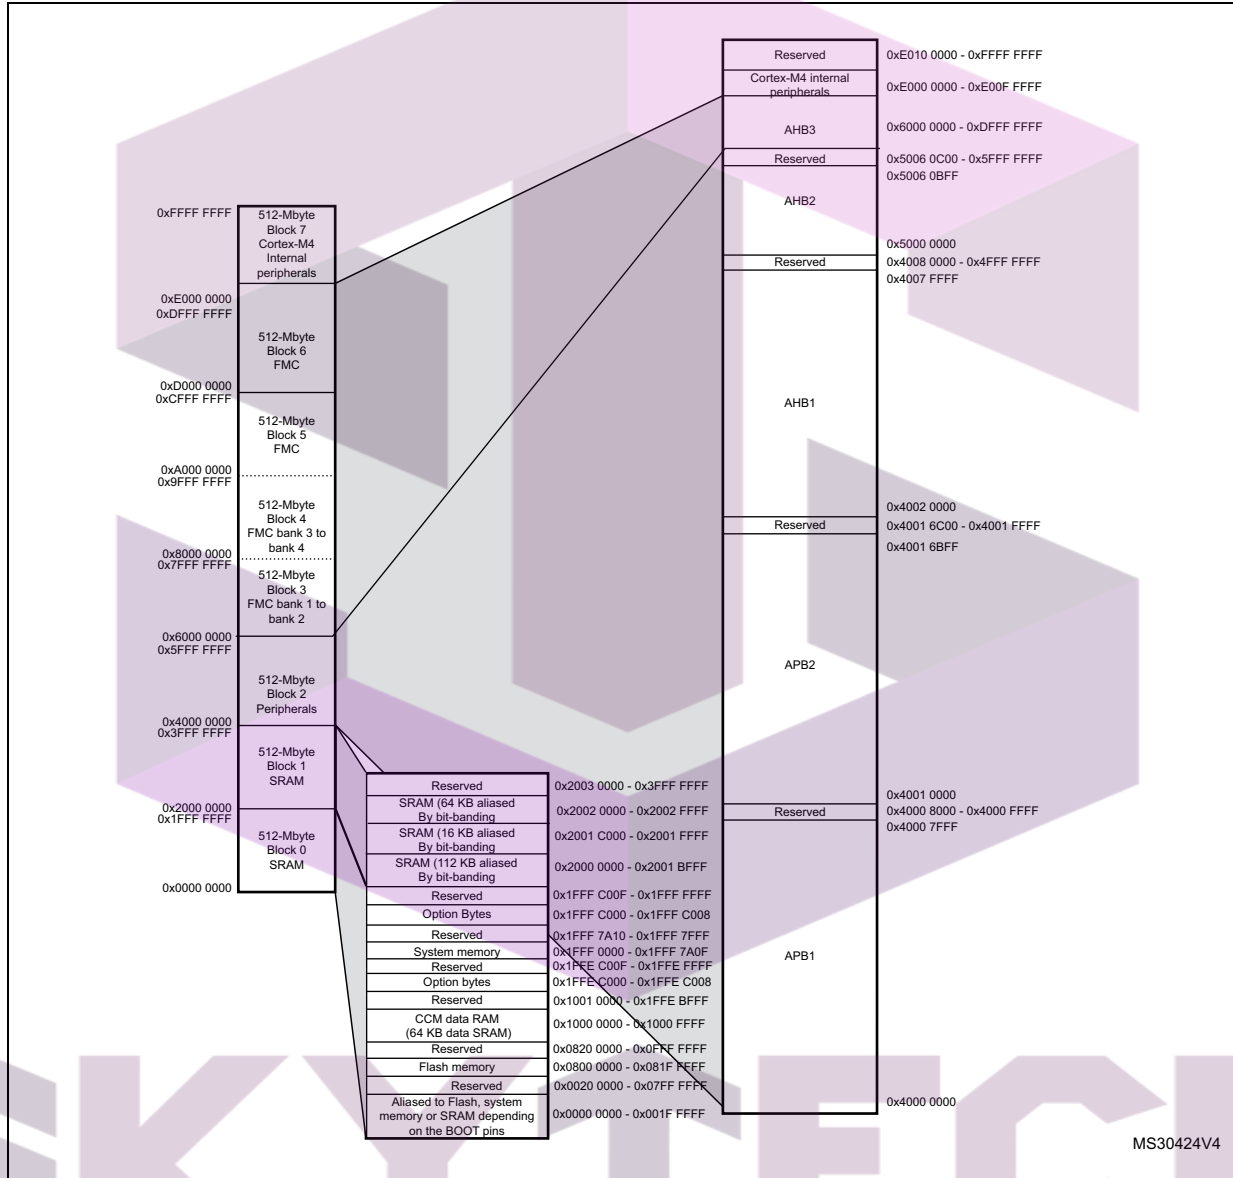 0xFFFF FFFF
512-Mbyte
Block 7
Cortex-M4
Internal
peripherals
0xE000 0000
0xDFFF FFFF
512-Mbyte
Block 6
FMC
0xD000 0000
0xCFFF FFFF
512-Mbyte
Block 5
FMC
0xA000 0000
0x9FFF FFFF
512-Mbyte
Block 4
FMC bank 3 to
bank 4
0x8000 0000
0x7FFF FFFF
512-Mbyte
Block 3
FMC bank 1 to
bank 2
0x6000 0000
0x5FFF FFFF
512-Mbyte
Block 2
Peripherals
0x4000 0000
0x3FFF FFFF
512-Mbyte
Block 1
SRAM
0x2000 0000
0x1FFF FFFF
512-Mbyte
Block 0
SRAM
0x0000 0000
Reserved 0x2003 0000 - 0x3FFF FFFF
SRAM (64 KB aliased
By bit-banding
0x2002 0000 - 0x2002 FFFF
SRAM (16 KB aliased
By bit-banding
0x2001 C000 - 0x2001 FFFF
SRAM (112 KB aliased
By bit-banding
0x2000 0000 - 0x2001 BFFF
Reserved 0x1FFF C00F - 0x1FFF FFFF
Option Bytes 0x1FFF C000 - 0x1FFF C008
Reserved 0x1FFF 7A10 - 0x1FFF 7FFF
System memory 0x1FFF 0000 - 0x1FFF 7A0F
Reserved 0x1FFE C00F - 0x1FFE FFFF
Option bytes 0x1FFE C000 - 0x1FFE C008
Reserved 0x1001 0000 - 0x1FFE BFFF
CCM data RAM
(64 KB data SRAM)
0x1000 0000 - 0x1000 FFFF
Reserved 0x0820 0000 - 0x0FFF FFFF
Flash memory 0x0800 0000 - 0x081F FFFF
Reserved 0x0020 0000 - 0x07FF FFFF
Aliased to Flash, system
memory or SRAM depending
on the BOOT pins
0x0000 0000 - 0x001F FFFF
Reserved 0xE010 0000 - 0xFFFF FFFF
Cortex-M4 internal
peripherals
0xE000 0000 - 0xE00F FFFF
AHB3 0x6000 0000 - 0xDFFF FFFF
Reserved 0x5006 0C00 - 0x5FFF FFFF
0x5006 0BFF
AHB2
0x5000 0000
Reserved 0x4008 0000 - 0x4FFF FFFF
0x4007 FFFF
AHB1
0x4002 0000
Reserved 0x4001 6C00 - 0x4001 FFFF
0x4001 6BFF
APB2
0x4001 0000
Reserved 0x4000 8000 - 0x4000 FFFF
0x4000 7FFF
APB1
0x4000 0000
MS30424V4